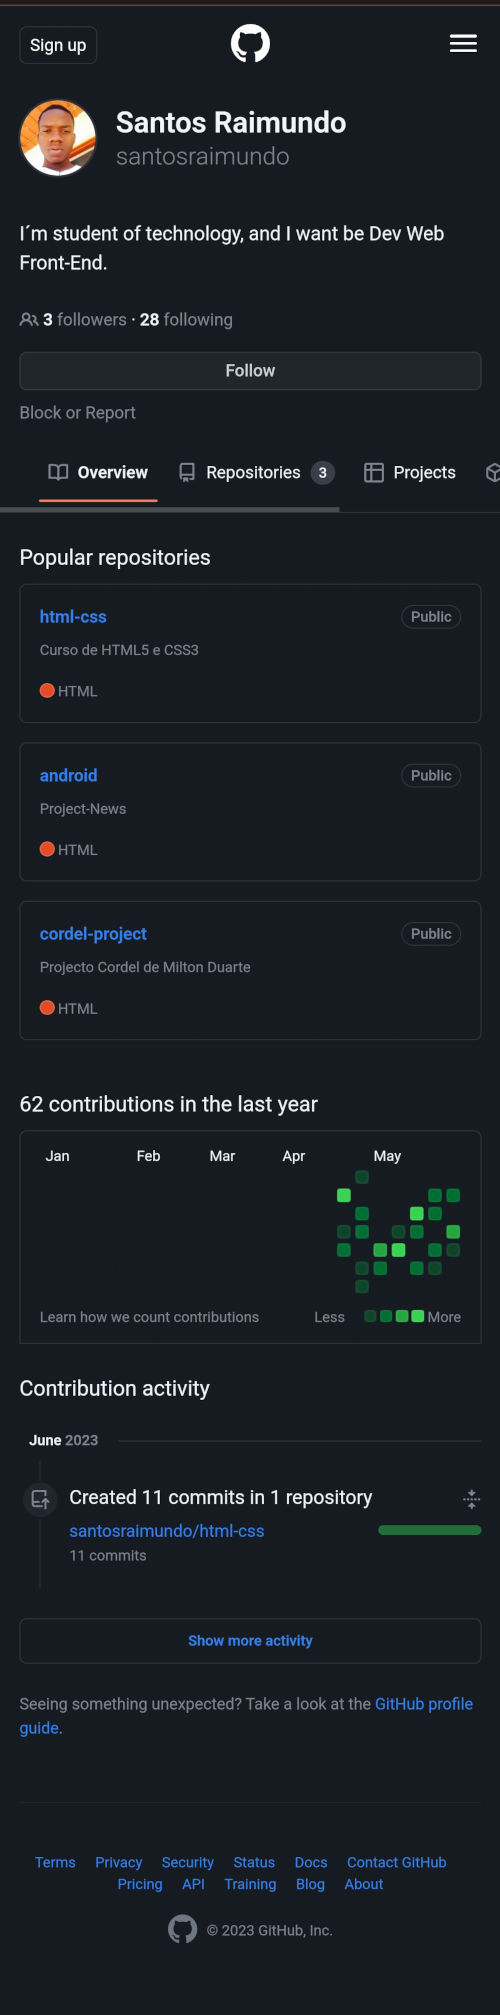 Sign up
Santos Raimundo
santosraimundo
I´m student of technology, and I want be Dev Web
Front-End.
3 followers · 28 following
Follow
Block or Report
Overview Repositories 3 Projects
Popular repositories
html-css Public
Curso de HTML5 e CSS3
HTML
android Public
Project-News
HTML
cordel-project Public
Projecto Cordel de Milton Duarte
HTML
62 contributions in the last year
Jan Feb Mar Apr May
Learn how we count contributions Less More
Contribution activity
June 2023
Created 11 commits in 1 repository
santosraimundo/html-css
11 commits
Show more activity
Seeing something unexpected? Take a look at the GitHub profile
guide.
Terms Privacy Security Status Docs Contact GitHub
Pricing API Training Blog About
© 2023 GitHub, Inc.